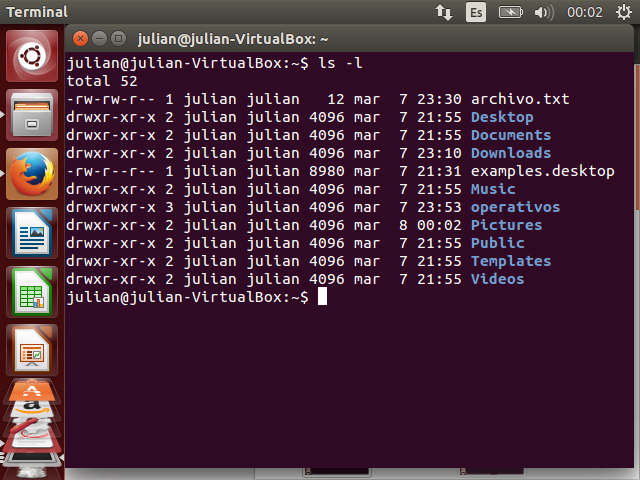 Terminal
Es
00:02
julian@julian-VirtualBox: ~
julian@julian-VirtualBox:~$ ls -l
total 52
-rw-rw-r-- 1 julian julian   12 mar  7 23:30 archivo.txt
drwxr-xr-x 2 julian julian 4096 mar  7 21:55 Desktop
drwxr-xr-x 2 julian julian 4096 mar  7 21:55 Documents
drwxr-xr-x 2 julian julian 4096 mar  7 23:10 Downloads
-rw-r--r-- 1 julian julian 8980 mar  7 21:31 examples.desktop
drwxr-xr-x 2 julian julian 4096 mar  7 21:55 Music
drwxrwxr-x 3 julian julian 4096 mar  7 23:53 operativos
drwxr-xr-x 2 julian julian 4096 mar  8 00:02 Pictures
drwxr-xr-x 2 julian julian 4096 mar  7 21:55 Public
drwxr-xr-x 2 julian julian 4096 mar  7 21:55 Templates
drwxr-xr-x 2 julian julian 4096 mar  7 21:55 Videos
julian@julian-VirtualBox:~$